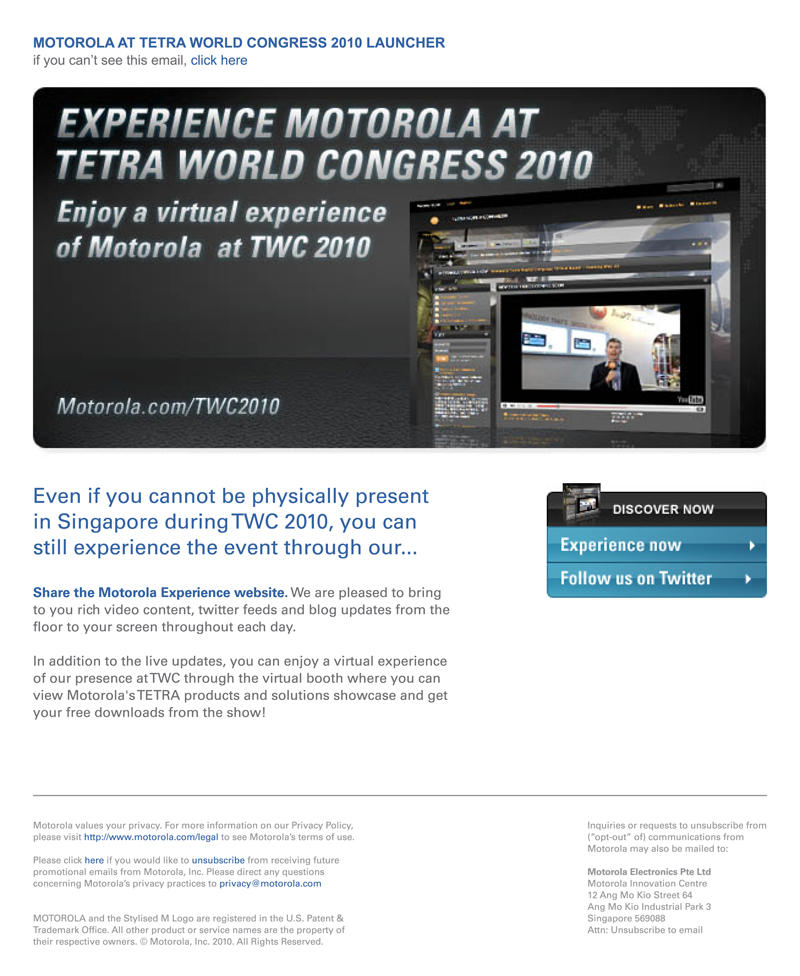 MOTOROLA AT TETRA WORLD CONGRESS 2010 LAUNCHER
if you can't see this email, click here
EXPERIENCE MOTOROLA AT
TETRA WORLD CONGRESS 2010
Enjoy a virtual experience
of Motorola at TWC 2010
Motorola.com/TWC2010
YouTube
Even if you cannot be physically present
in Singapore during TWC 2010, you can
still experience the event through our...
DISCOVER NOW
Experience now
Follow us on Twitter
Share the Motorola Experience website. We are pleased to bring
to you rich video content, twitter feeds and blog updates from the
floor to your screen throughout each day.
In addition to the live updates, you can enjoy a virtual experience
of our presence at TWC through the virtual booth where you can
view Motorola's TETRA products and solutions showcase and get
your free downloads from the show!
Motorola values your privacy. For more information on our Privacy Policy,
please visit http://www.motorola.com/legal to see Motorola's terms of use.
Please click here if you would like to unsubscribe from receiving future
promotional emails from Motorola, Inc. Please direct any questions
concerning Motorola's privacy practices to privacy@motorola.com
MOTOROLA and the Stylised M Logo are registered in the U.S. Patent &
Trademark Office. All other product or service names are the property of
their respective owners. © Motorola, Inc. 2010. All Rights Reserved.
Inquiries or requests to unsubscribe from
("opt-out" of) communications from
Motorola may also be mailed to:
Motorola Electronics Pte Ltd
Motorola Innovation Centre
12 Ang Mo Kio Street 64
Ang Mo Kio Industrial Park 3
Singapore 569088
Attn: Unsubscribe to email